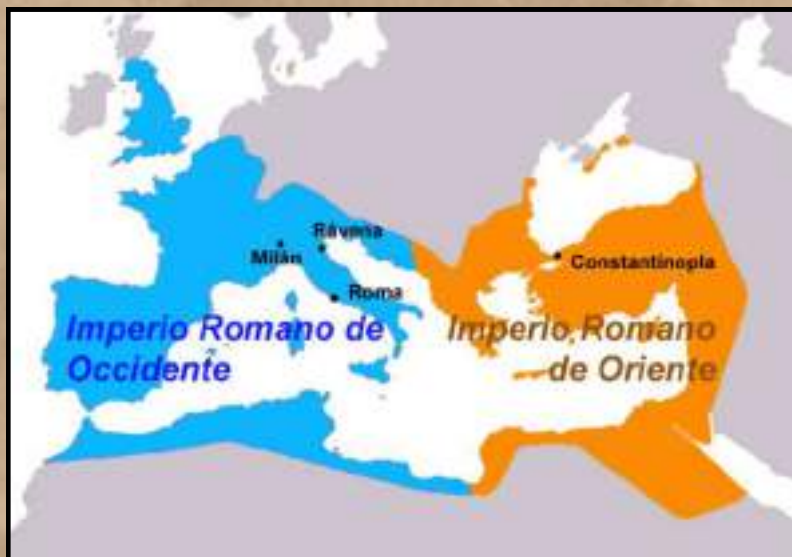 Rávena
Milán
Constantinopla
Roma
Imperio Romano de
Occidente
Imperio Romano
de Oriente